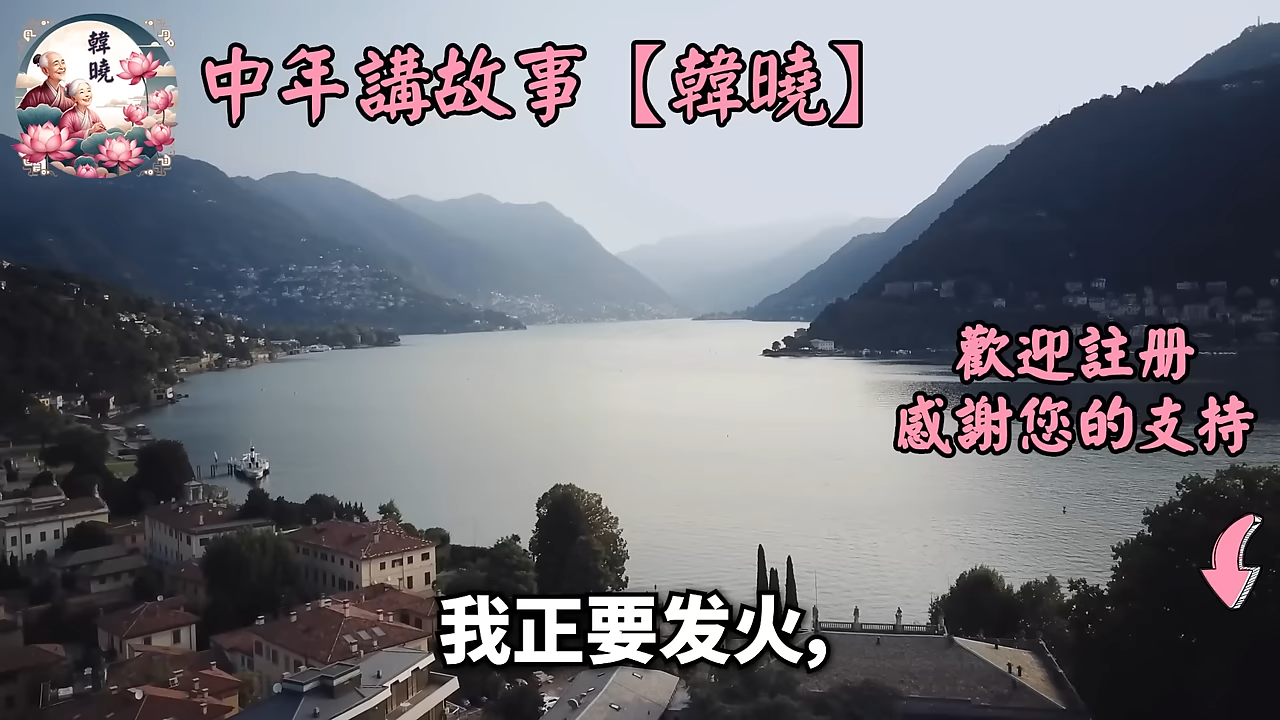 韓曉
中年講故事【韓曉】
歡迎註册
感謝您的支持
我正要发火,